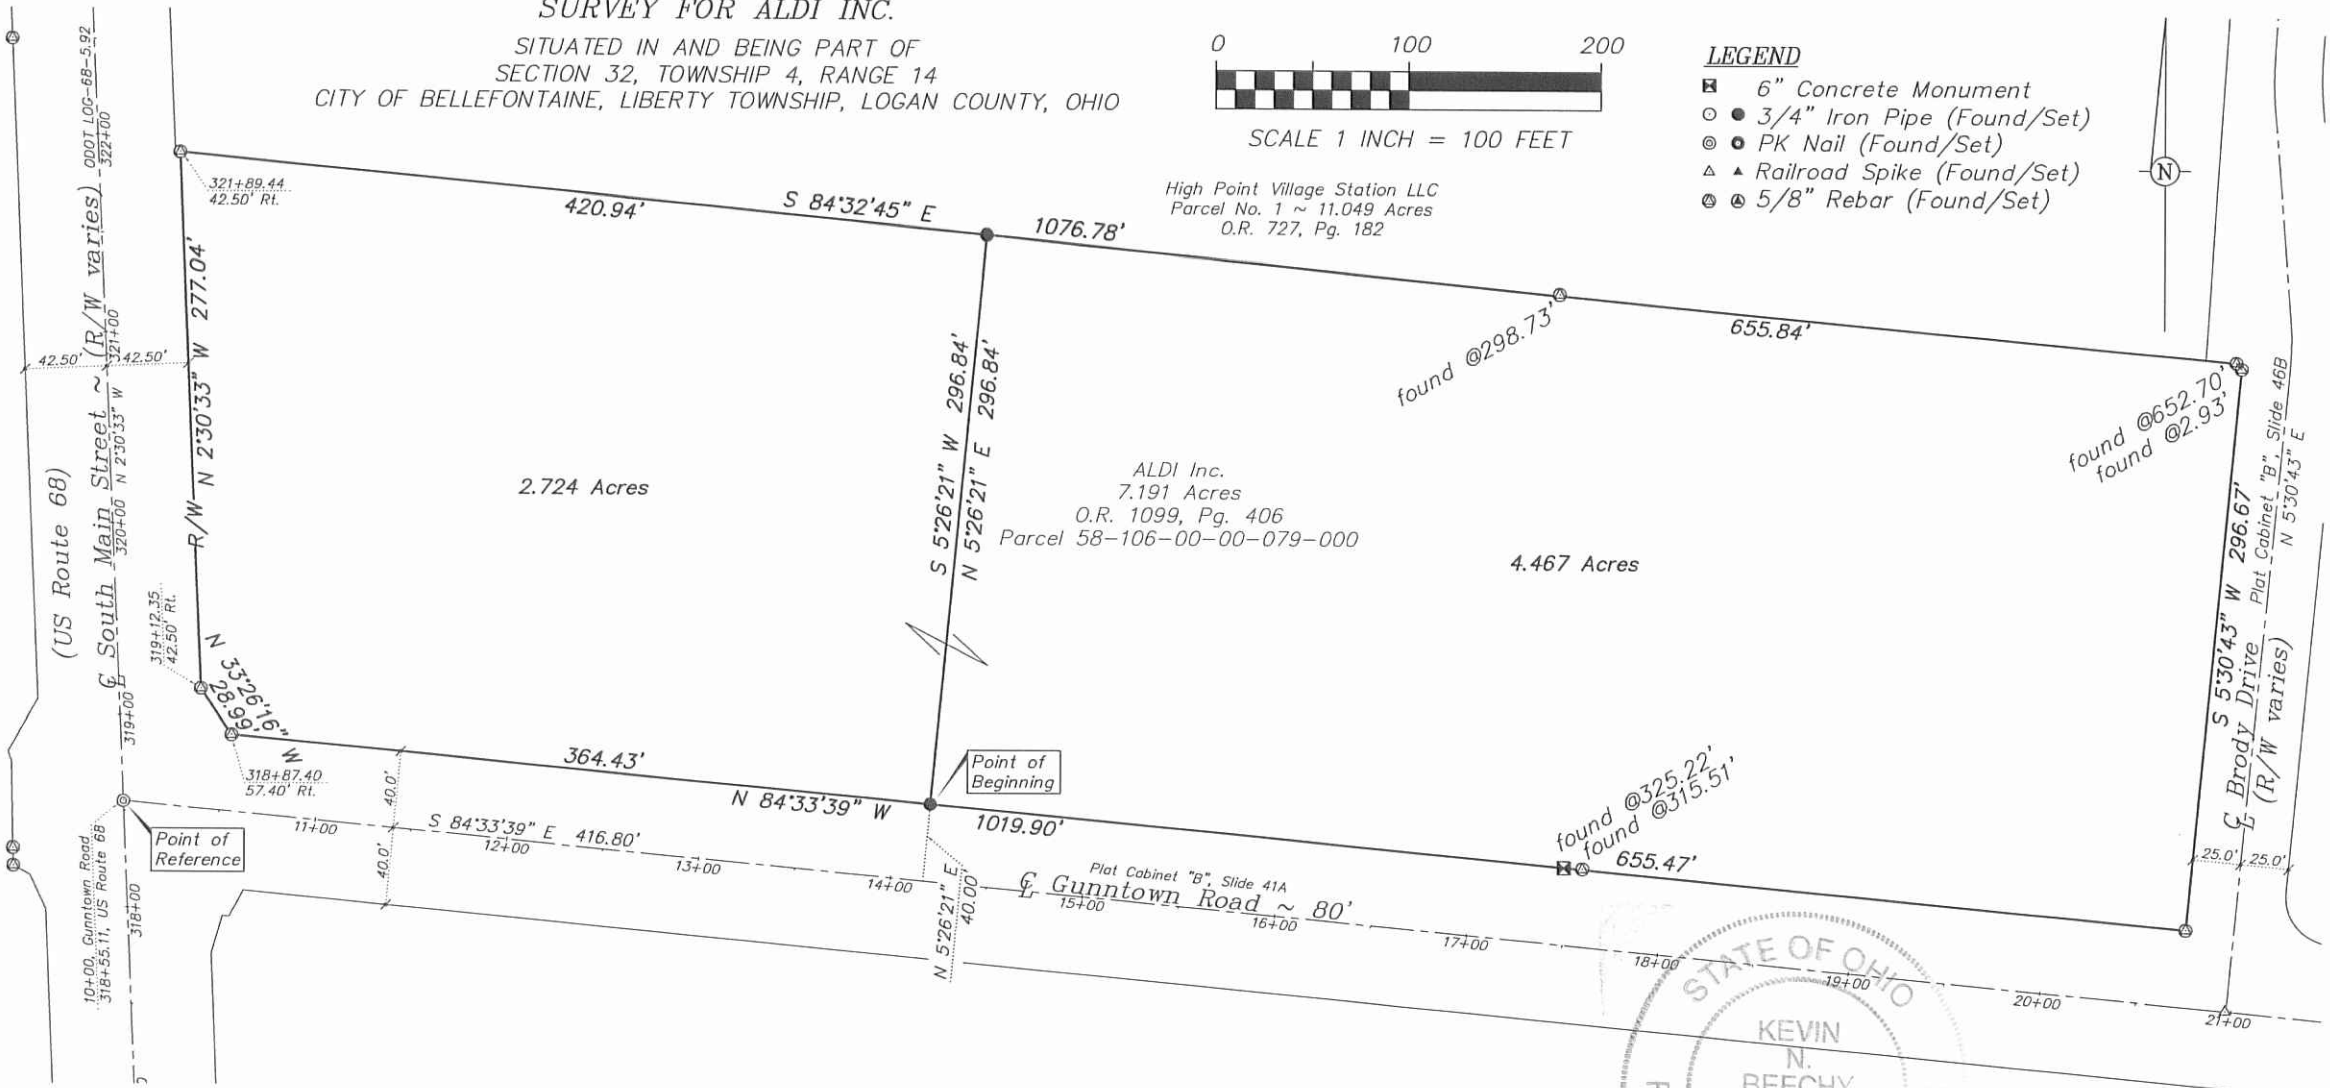 SURVEY FOR ALDI INC.
SITUATED IN AND BEING PART OF
SECTION 32, TOWNSHIP 4, RANGE 14
CITY OF BELLEFONTAINE, LIBERTY TOWNSHIP, LOGAN COUNTY, OHIO
0 100 200
SCALE 1 INCH = 100 FEET
LEGEND
6" Concrete Monument
3/4" Iron Pipe (Found/Set)
PK Nail (Found/Set)
Railroad Spike (Found/Set)
5/8" Rebar (Found/Set)
N
High Point Village Station LLC
Parcel No. 1 ~ 11.049 Acres
O.R. 727, Pg. 182
321+89.44
42.50' Rt.
420.94'
S 84°32'45" E
1076.78'
655.84'
found @298.73'
found @652.70'
found @2.93'
(US Route 68)
℄ South Main Street ~ (R/W varies) ODOT LOG-68-5.92
322+00
321+00
320+00 N 2°30'33" W
319+00
318+00
42.50'
42.50'
R/W N 2°30'33" W 277.04'
319+12.35
42.50' Rt.
N 33°26'16" W
28.99'
318+87.40
57.40' Rt.
2.724 Acres
S 5°26'21" W 296.84'
N 5°26'21" E 296.84'
ALDI Inc.
7.191 Acres
O.R. 1099, Pg. 406
Parcel 58-106-00-00-079-000
4.467 Acres
S 5°30'43" W 296.67'
℄ Brody Drive Plat Cabinet "B", Slide 46B
(R/W varies) N 5°30'43" E
25.0' 25.0'
364.43'
N 84°33'39" W
Point of
Beginning
1019.90'
found @325.22'
found @315.51'
655.47'
Point of
Reference
10+00, Gunntown Road
318+55.11, US Route 68
40.0'
40.0'
S 84°33'39" E 416.80'
11+00
12+00
13+00
14+00
N 5°26'21" E
40.00'
Plat Cabinet "B", Slide 41A
℄ Gunntown Road ~ 80'
15+00
16+00
17+00
18+00
19+00
20+00
21+00
STATE OF OHIO
KEVIN
N.
BEECHY